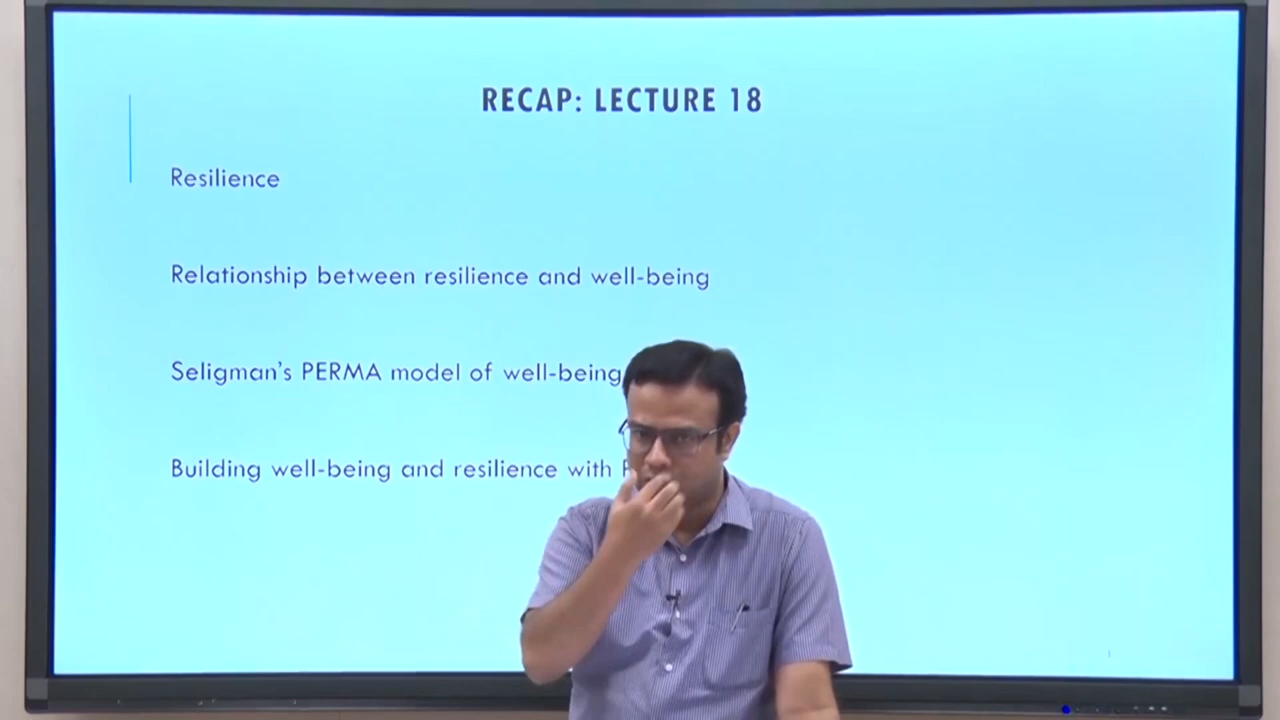 RECAP: LECTURE 18
Resilience
Relationship between resilience and well-being
Seligman's PERMA model of well-being
Building well-being and resilience with